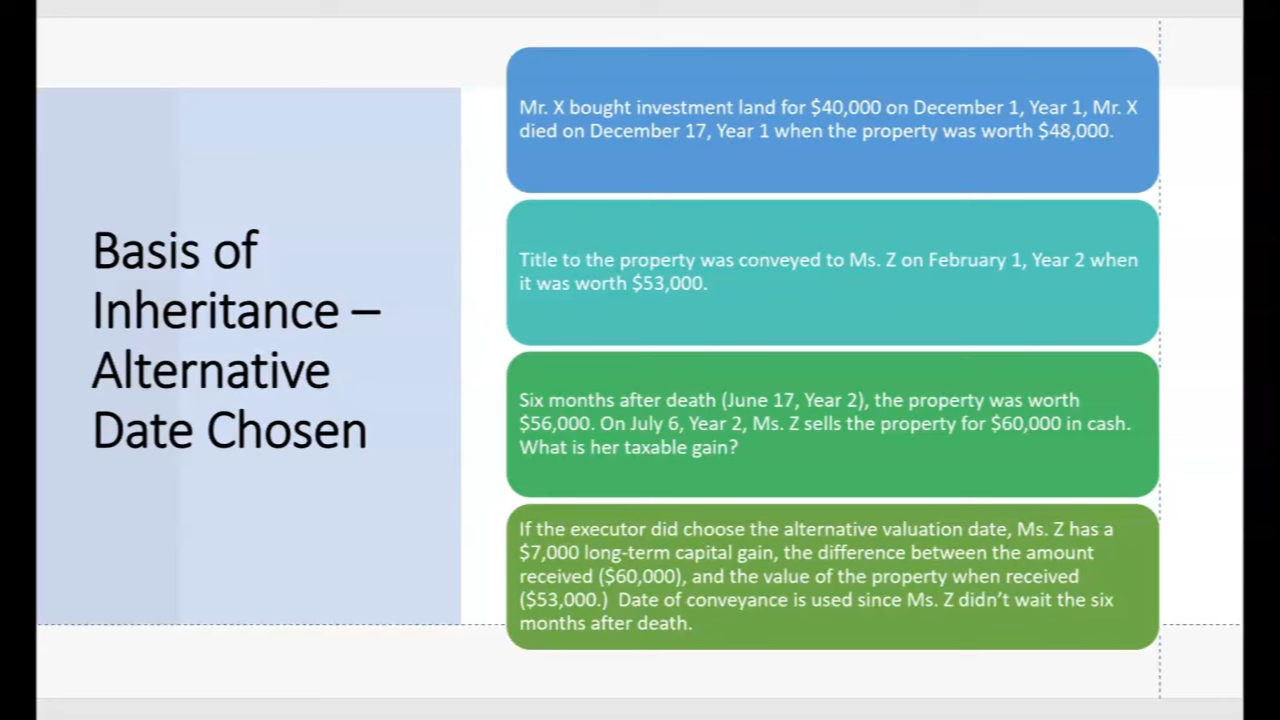 Basis of
Inheritance –
Alternative
Date Chosen
Mr. X bought investment land for $40,000 on December 1, Year 1, Mr. X
died on December 17, Year 1 when the property was worth $48,000.
Title to the property was conveyed to Ms. Z on February 1, Year 2 when
it was worth $53,000.
Six months after death (June 17, Year 2), the property was worth
$56,000. On July 6, Year 2, Ms. Z sells the property for $60,000 in cash.
What is her taxable gain?
If the executor did choose the alternative valuation date, Ms. Z has a
$7,000 long-term capital gain, the difference between the amount
received ($60,000), and the value of the property when received
($53,000.)  Date of conveyance is used since Ms. Z didn’t wait the six
months after death.